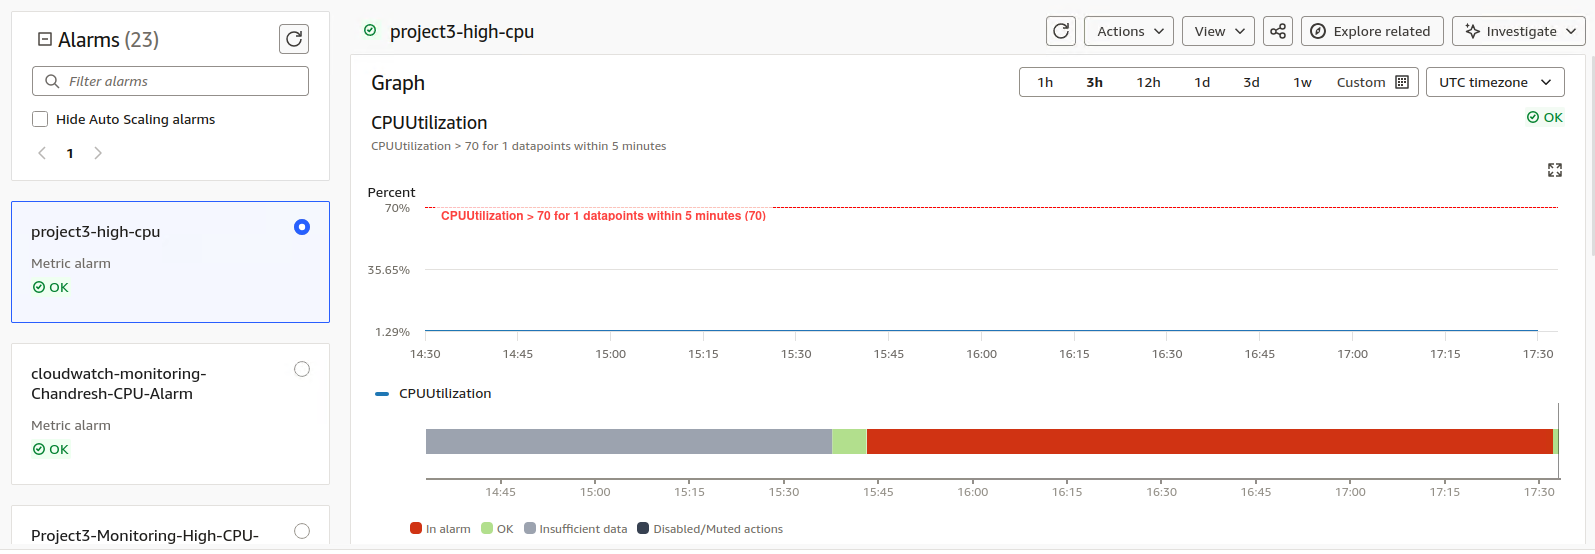 Alarms (23)
Filter alarms
Hide Auto Scaling alarms
1
project3-high-cpu
Metric alarm
OK
cloudwatch-monitoring-
Chandresh-CPU-Alarm
Metric alarm
OK
Project3-Monitoring-High-CPU-
project3-high-cpu
Actions
View
Explore related
Investigate
Graph
1h 3h 12h 1d 3d 1w Custom
UTC timezone
CPUUtilization
OK
CPUUtilization > 70 for 1 datapoints within 5 minutes
Percent
70%
CPUUtilization > 70 for 1 datapoints within 5 minutes (70)
35.65%
1.29%
14:30 14:45 15:00 15:15 15:30 15:45 16:00 16:15 16:30 16:45 17:00 17:15 17:30
CPUUtilization
14:45 15:00 15:15 15:30 15:45 16:00 16:15 16:30 16:45 17:00 17:15 17:30
In alarm OK Insufficient data Disabled/Muted actions